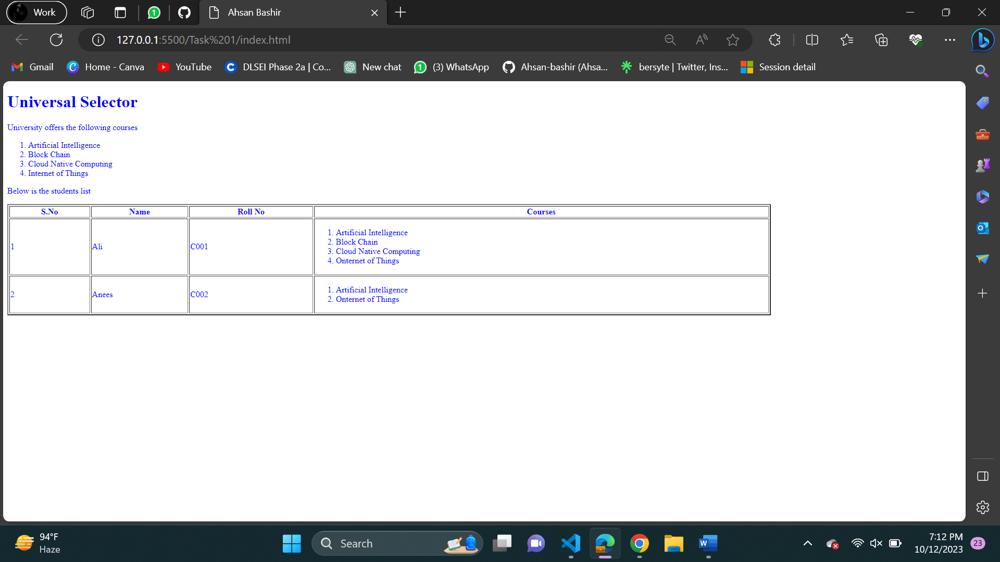 Work
Ahsan Bashir
127.0.0.1:5500/Task%201/index.html
Gmail
Home - Canva
YouTube
DLSEI Phase 2a | Co...
New chat
(3) WhatsApp
Ahsan-bashir (Ahsa...
bersyte | Twitter, Ins...
Session detail
Universal Selector
University offers the following courses
1. Artificial Intelligence
2. Block Chain
3. Cloud Native Computing
4. Internet of Things
Below is the students list
S.No Name Roll No Courses
1 Ali C001
1. Artificial Intelligence
2. Block Chain
3. Cloud Native Computing
4. Onternet of Things
2 Anees C002
1. Artificial Intelligence
2. Onternet of Things
94°F
Haze
Search
7:12 PM
10/12/2023
23